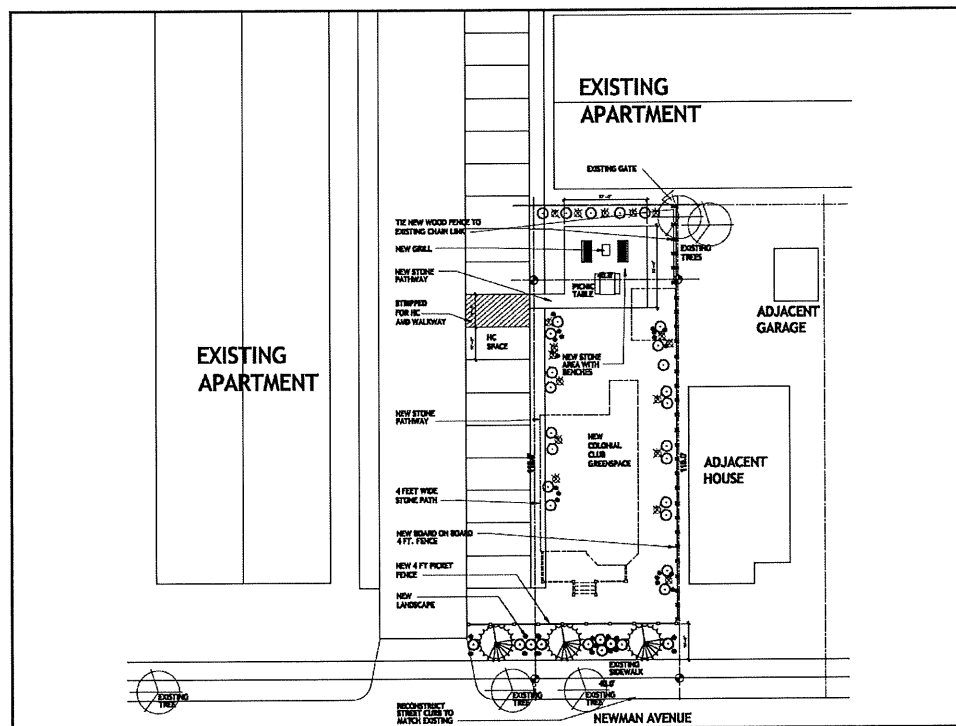 EXISTING
APARTMENT
EXISTING GATE
TIE NEW WOOD FENCE TO
EXISTING CHAIN LINK
NEW GRILL
EXISTING
TREES
NEW STONE
PATHWAY
PICNIC
TABLE
STRIPPED
FOR HC
AND WALKWAY
HC
SPACE
ADJACENT
GARAGE
EXISTING
APARTMENT
NEW STONE
AREA WITH
BENCHES
NEW STONE
PATHWAY
NEW
COLONIAL
CLUB
GREENSPACE
ADJACENT
HOUSE
4 FEET WIDE
STONE PATH
NEW BOARD ON BOARD
4 FT. FENCE
NEW 4 FT PICKET
FENCE
NEW
LANDSCAPE
EXISTING
SIDEWALK
EXISTING
TREE
EXISTING
TREE
EXISTING
TREE
RECONSTRUCT
STREET CURB TO
MATCH EXISTING
NEWMAN AVENUE